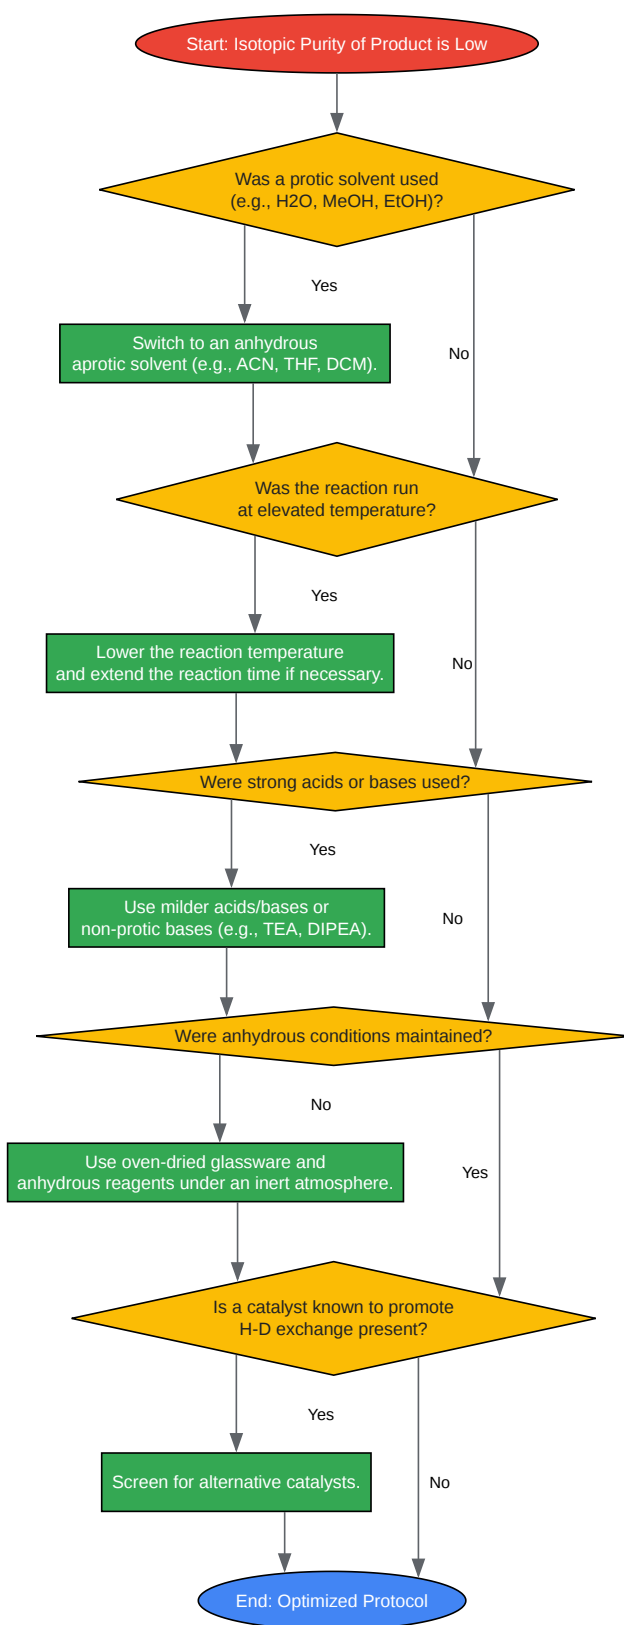 Start: Isotopic Purity of Product is Low
Was a protic solvent used
(e.g., H2O, MeOH, EtOH)?
Yes
Switch to an anhydrous
aprotic solvent (e.g., ACN, THF, DCM).
No
Was the reaction run
at elevated temperature?
Yes
Lower the reaction temperature
and extend the reaction time if necessary.
No
Were strong acids or bases used?
Yes
Use milder acids/bases or
non-protic bases (e.g., TEA, DIPEA).
No
Were anhydrous conditions maintained?
No
Use oven-dried glassware and
anhydrous reagents under an inert atmosphere.
Yes
Is a catalyst known to promote
H-D exchange present?
Yes
Screen for alternative catalysts.
No
End: Optimized Protocol